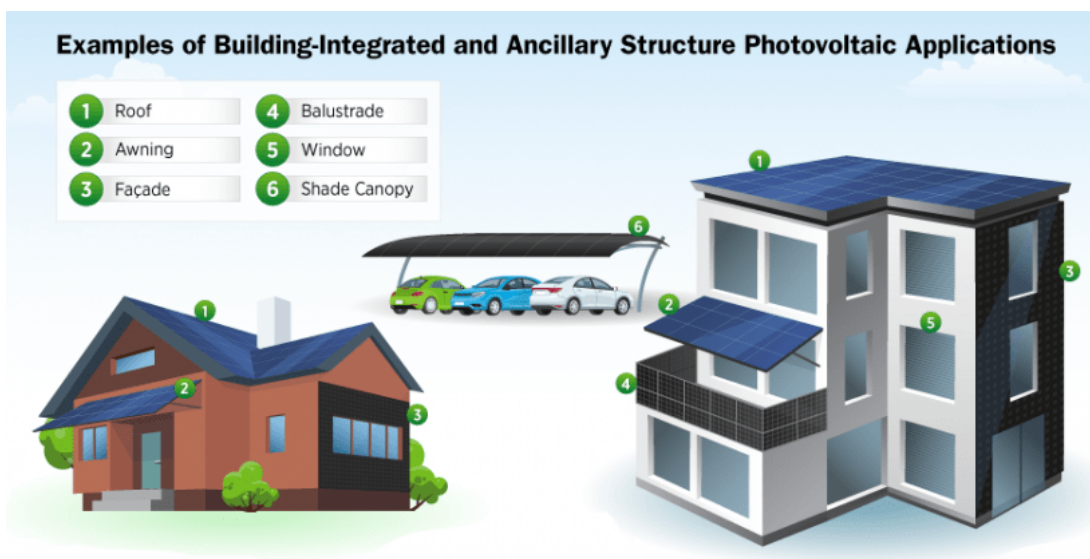 Examples of Building-Integrated and Ancillary Structure Photovoltaic Applications
1 Roof
2 Awning
3 Façade
4 Balustrade
5 Window
6 Shade Canopy
1
6
3
2
5
4
1
2
3